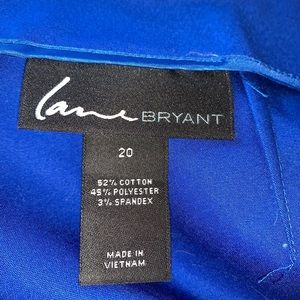 Lane BRYANT
20
52% COTTON
45% POLYESTER
3% SPANDEX
MADE IN
VIETNAM